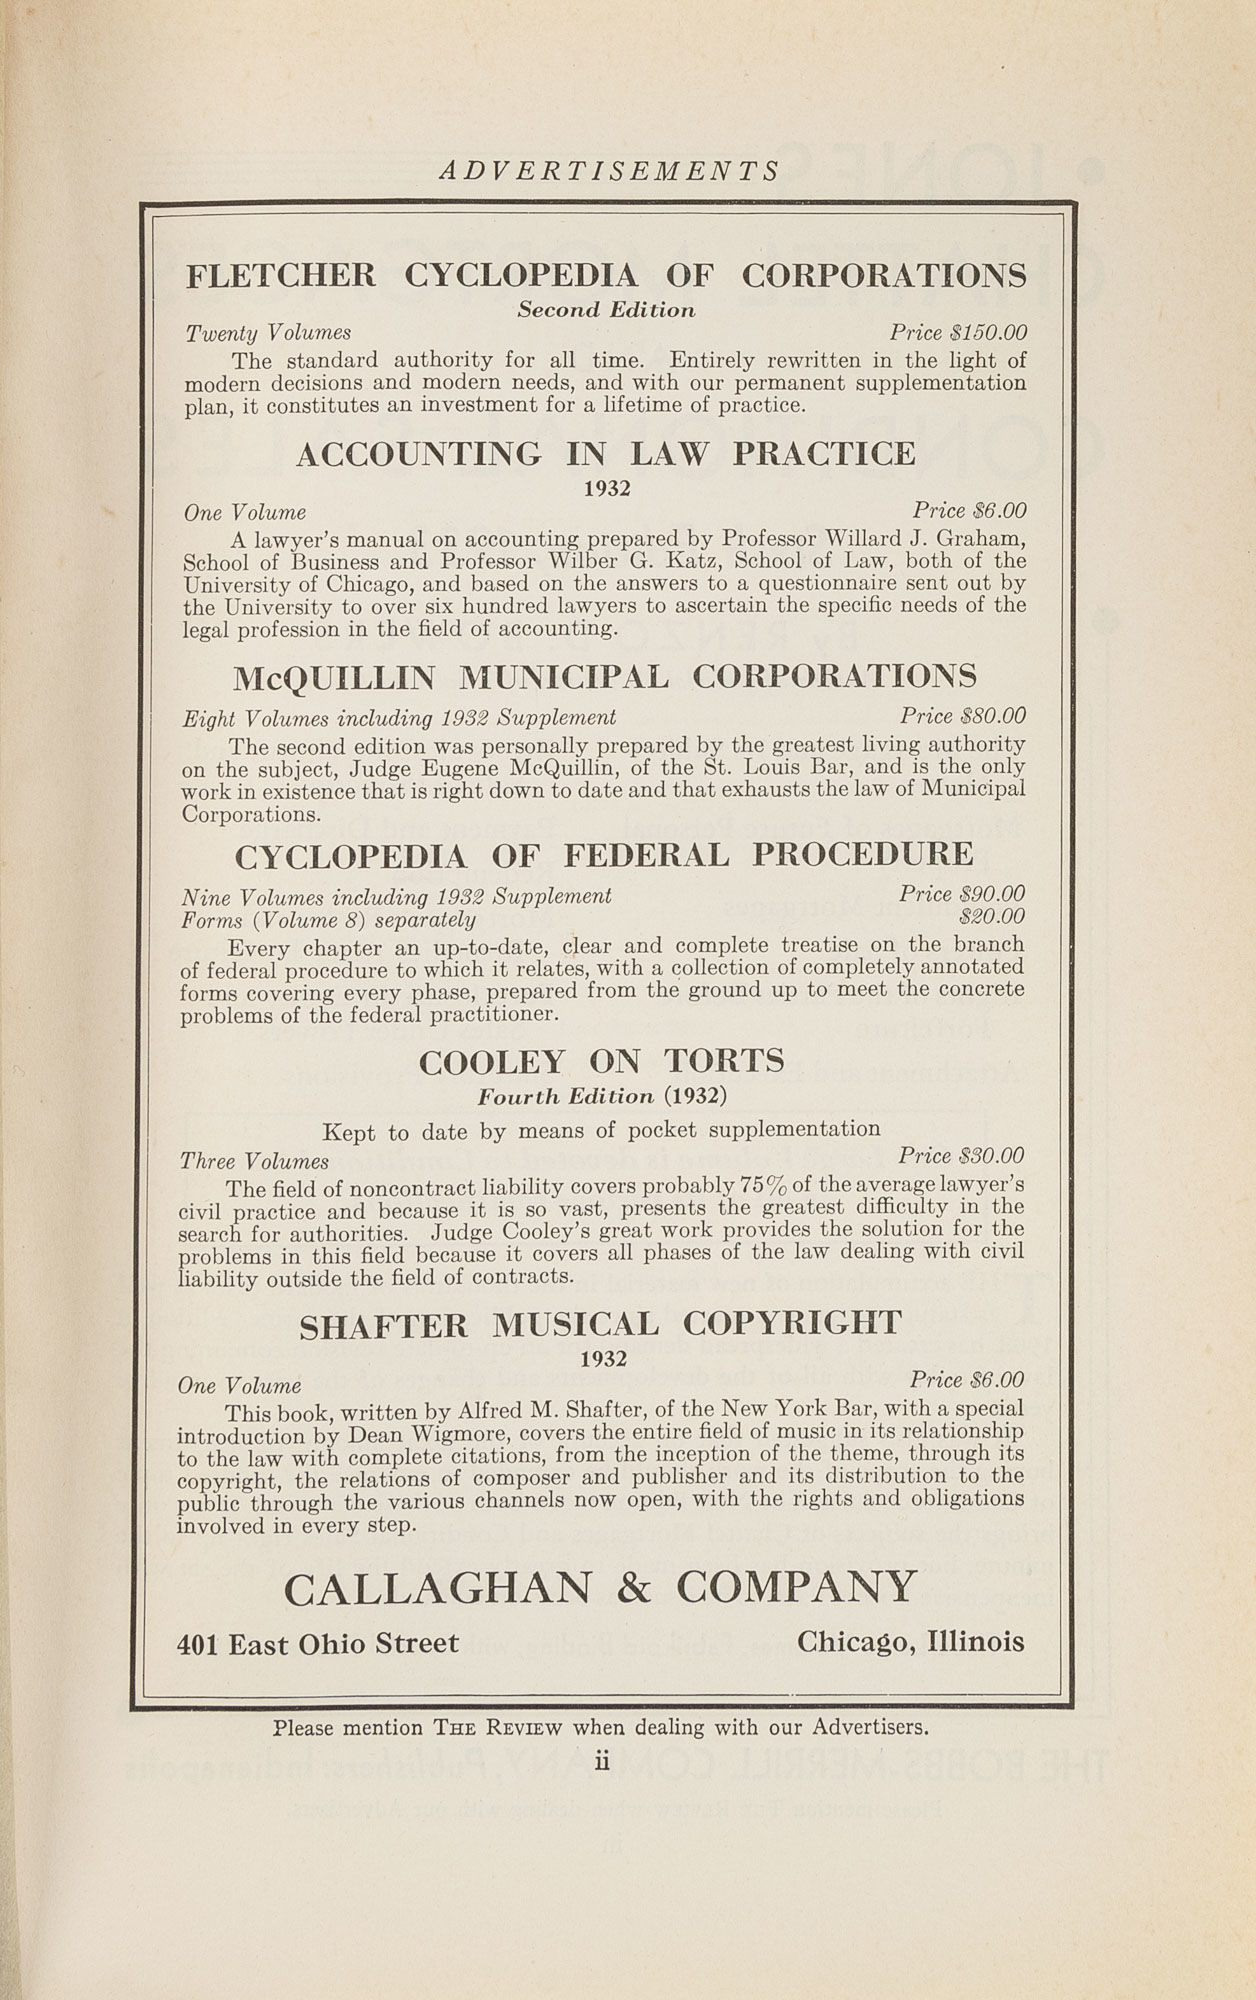 ADVERTISEMENTS
FLETCHER CYCLOPEDIA OF CORPORATIONS
Second Edition
Twenty Volumes Price $150.00
The standard authority for all time. Entirely rewritten in the light of
modern decisions and modern needs, and with our permanent supplementation
plan, it constitutes an investment for a lifetime of practice.
ACCOUNTING IN LAW PRACTICE
1932
One Volume Price $6.00
A lawyer's manual on accounting prepared by Professor Willard J. Graham,
School of Business and Professor Wilber G. Katz, School of Law, both of the
University of Chicago, and based on the answers to a questionnaire sent out by
the University to over six hundred lawyers to ascertain the specific needs of the
legal profession in the field of accounting.
McQUILLIN MUNICIPAL CORPORATIONS
Eight Volumes including 1932 Supplement Price $80.00
The second edition was personally prepared by the greatest living authority
on the subject, Judge Eugene McQuillin, of the St. Louis Bar, and is the only
work in existence that is right down to date and that exhausts the law of Municipal
Corporations.
CYCLOPEDIA OF FEDERAL PROCEDURE
Nine Volumes including 1932 Supplement Price $90.00
Forms (Volume 8) separately $20.00
Every chapter an up-to-date, clear and complete treatise on the branch
of federal procedure to which it relates, with a collection of completely annotated
forms covering every phase, prepared from the ground up to meet the concrete
problems of the federal practitioner.
COOLEY ON TORTS
Fourth Edition (1932)
Kept to date by means of pocket supplementation
Three Volumes Price $30.00
The field of noncontract liability covers probably 75% of the average lawyer's
civil practice and because it is so vast, presents the greatest difficulty in the
search for authorities. Judge Cooley's great work provides the solution for the
problems in this field because it covers all phases of the law dealing with civil
liability outside the field of contracts.
SHAFTER MUSICAL COPYRIGHT
1932
One Volume Price $6.00
This book, written by Alfred M. Shafter, of the New York Bar, with a special
introduction by Dean Wigmore, covers the entire field of music in its relationship
to the law with complete citations, from the inception of the theme, through its
copyright, the relations of composer and publisher and its distribution to the
public through the various channels now open, with the rights and obligations
involved in every step.
CALLAGHAN & COMPANY
401 East Ohio Street Chicago, Illinois
Please mention THE REVIEW when dealing with our Advertisers.
ii